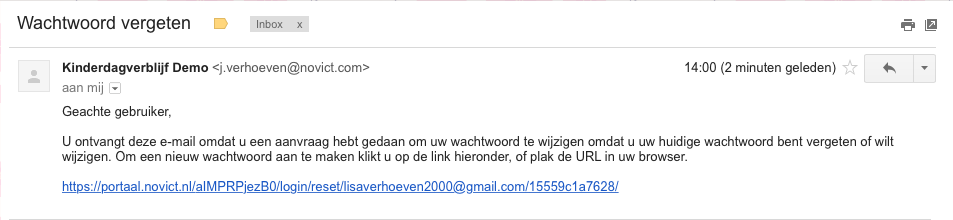 Wachtwoord vergeten
Inbox x
Kinderdagverblijf Demo <j.verhoeven@novict.com>
14:00 (2 minuten geleden)
aan mij
Geachte gebruiker,
U ontvangt deze e-mail omdat u een aanvraag hebt gedaan om uw wachtwoord te wijzigen omdat u uw huidige wachtwoord bent vergeten of wilt
wijzigen. Om een nieuw wachtwoord aan te maken klikt u op de link hieronder, of plak de URL in uw browser.
https://portaal.novict.nl/aIMPRPjezB0/login/reset/lisaverhoeven2000@gmail.com/15559c1a7628/